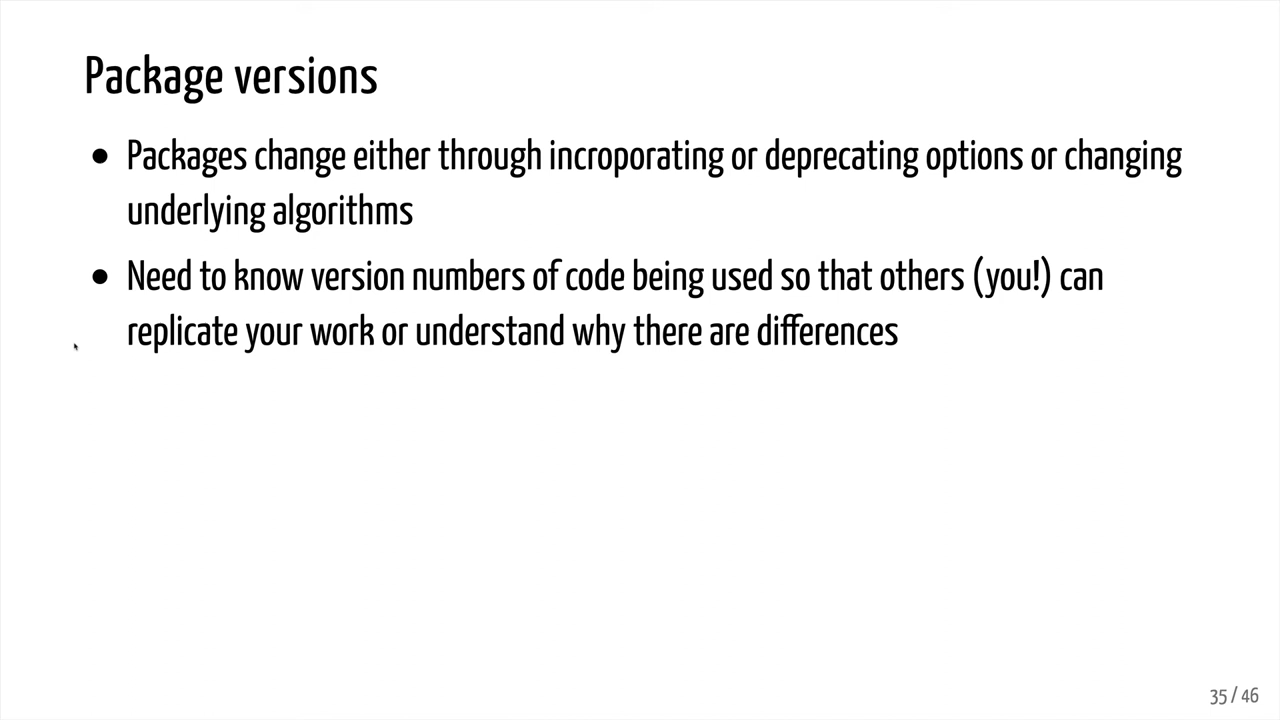 Package versions
• Packages change either through incroporating or deprecating options or changing
underlying algorithms
• Need to know version numbers of code being used so that others (you!) can
replicate your work or understand why there are differences
35 / 46